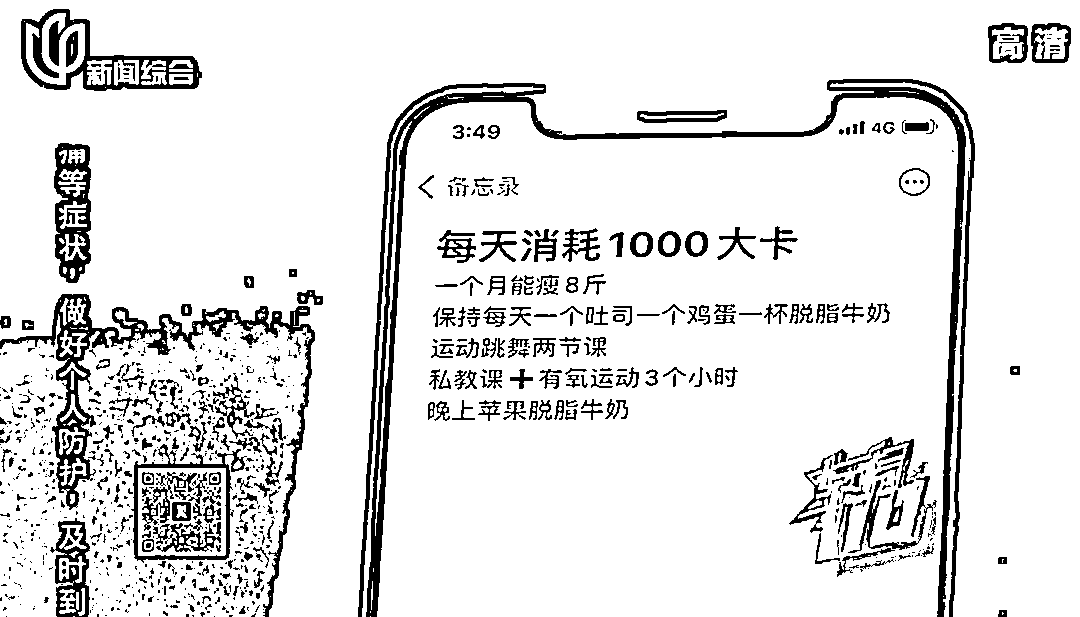 新闻综合
高清
等症状，做好个人防护，及时到
3:49
4G
备忘录
每天消耗1000大卡
一个月能瘦8斤
保持每天一个吐司一个鸡蛋一杯脱脂牛奶
运动跳舞两节课
私教课➕有氧运动3个小时
晚上苹果脱脂牛奶